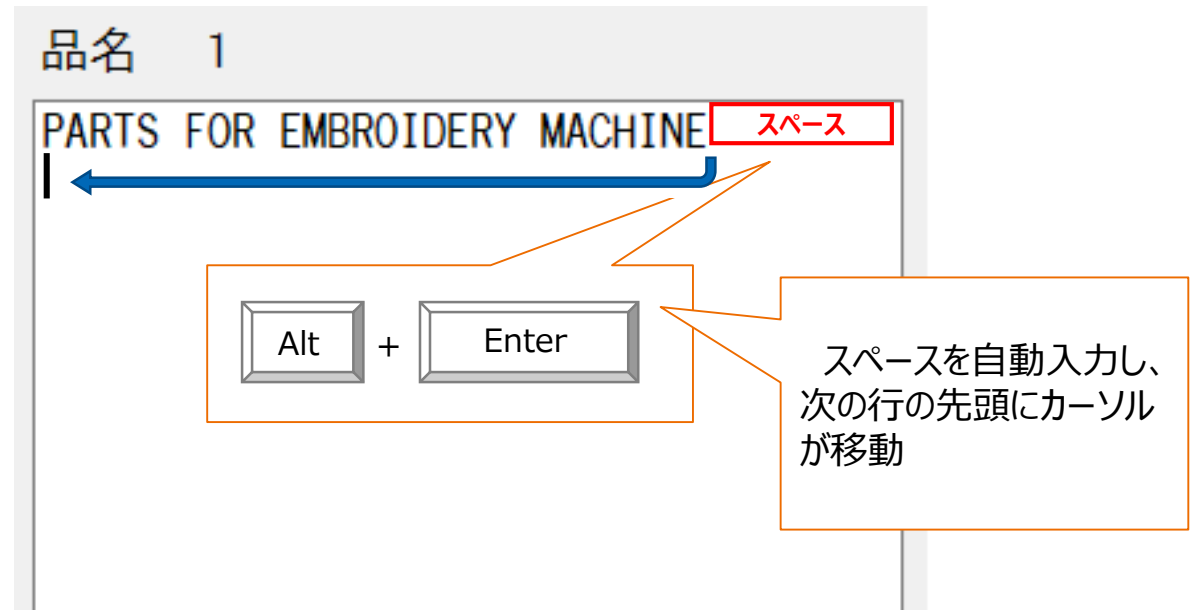 品名 1
PARTS FOR EMBROIDERY MACHINE スペース
Alt + Enter
スペースを自動入力し、
次の行の先頭にカーソル
が移動